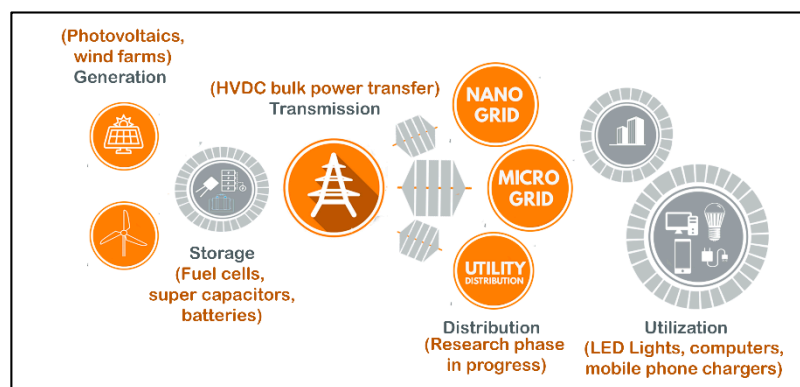 (Photovoltaics,
wind farms)
Generation
(HVDC bulk power transfer)
Transmission
NANO
GRID
MICRO
GRID
UTILITY
DISTRIBUTION
Storage
(Fuel cells,
super capacitors,
batteries)
Distribution
(Research phase
in progress)
Utilization
(LED Lights, computers,
mobile phone chargers)